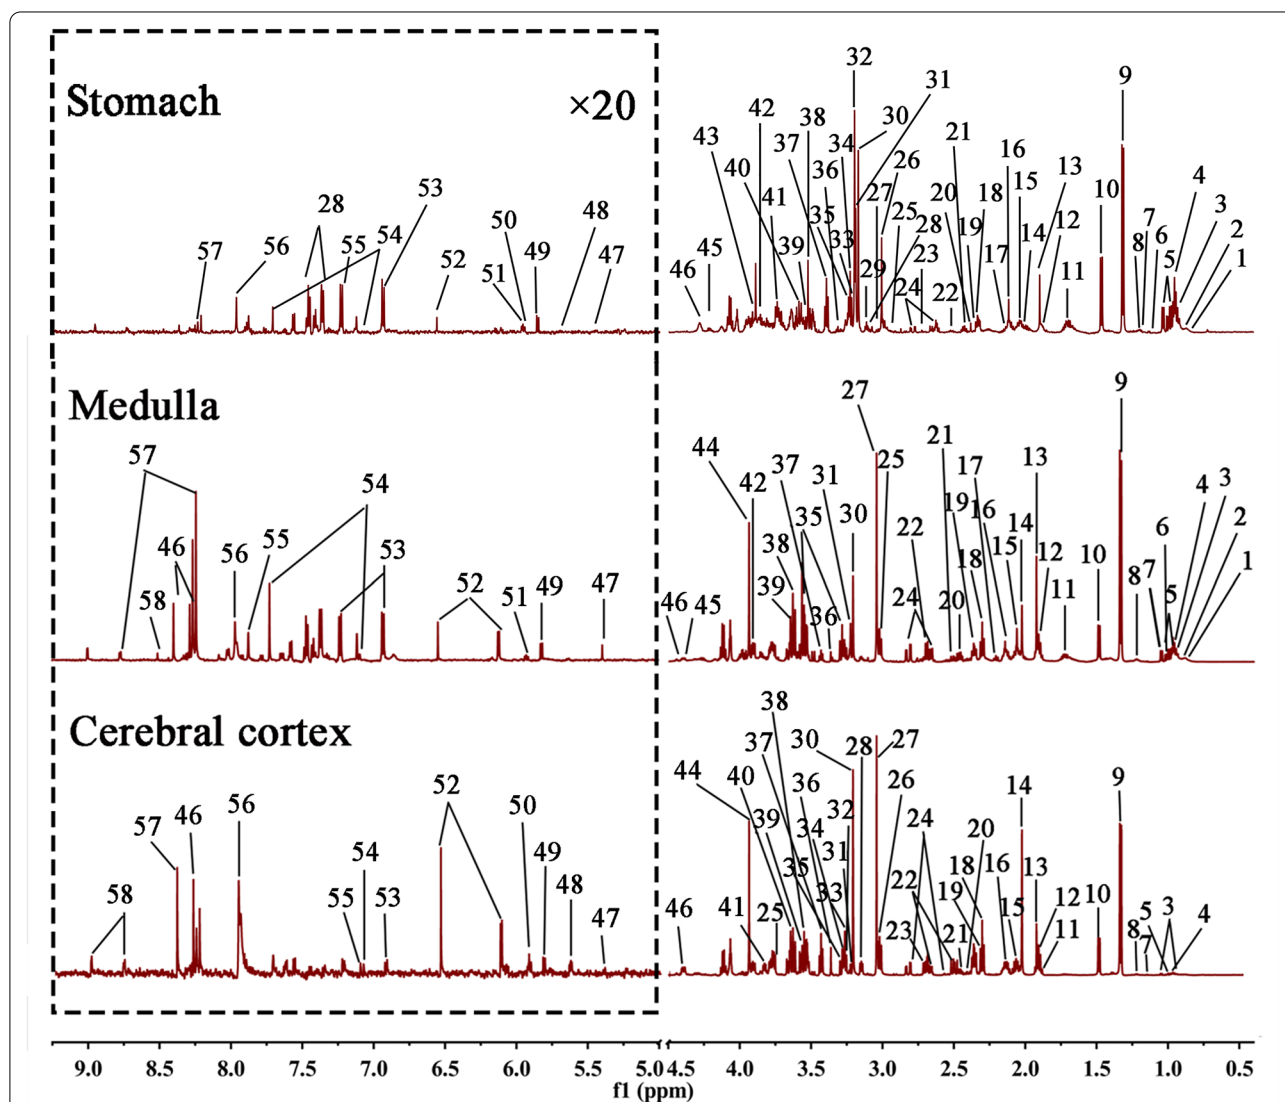 Stomach ×20
57 56 28 55 54 53 52 51 50 49 48 47
46 45 43 40 42 41 37 38 39 36 35 34 33 32 31 30 29 27 26 25 28 24 23 22 21 20 19 18 17 16 15 14 13 12 11 10 9 8 7 6 5 4 3 2 1
Medulla
57 46 58 56 55 54 53 52 51 49 47
46 45 44 42 37 38 39 31 35 36 30 27 25 22 24 21 20 19 18 17 16 15 14 13 12 11 10 9 8 7 6 5 4 3 2 1
Cerebral cortex
58 57 46 56 55 54 53 52 50 49 48 47
46 44 41 40 39 25 38 37 35 30 36 34 33 32 31 28 27 26 24 22 23 21 20 19 18 16 15 14 13 12 11 10 9 8 7 5 3 4
9.0 8.5 8.0 7.5 7.0 6.5 6.0 5.5 5.0 4.5 4.0 3.5 3.0 2.5 2.0 1.5 1.0 0.5
f1 (ppm)